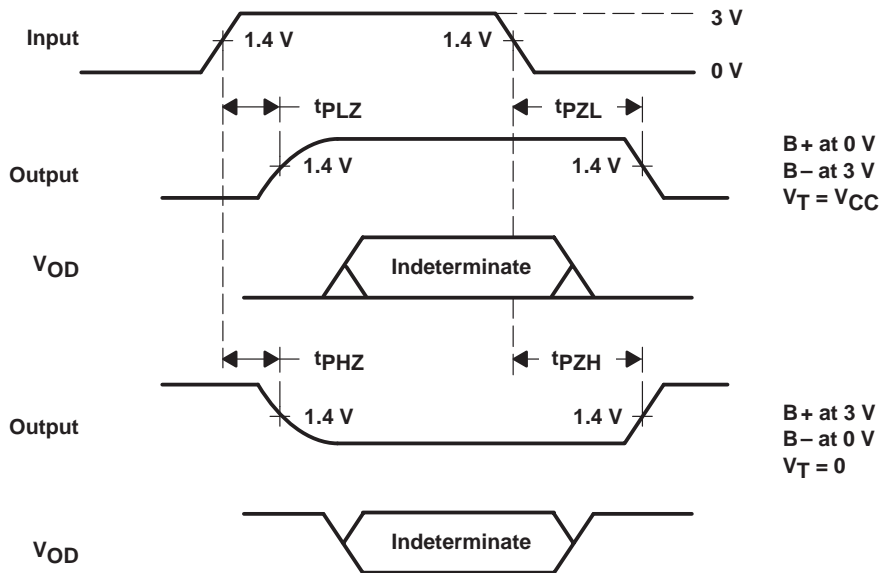 3 V
Input
1.4 V
1.4 V
0 V
tPLZ
tPZL
B+ at 0 V
B– at 3 V
VT = VCC
Output
1.4 V
1.4 V
VOD
Indeterminate
tPHZ
tPZH
Output
1.4 V
1.4 V
B+ at 3 V
B– at 0 V
VT = 0
VOD
Indeterminate